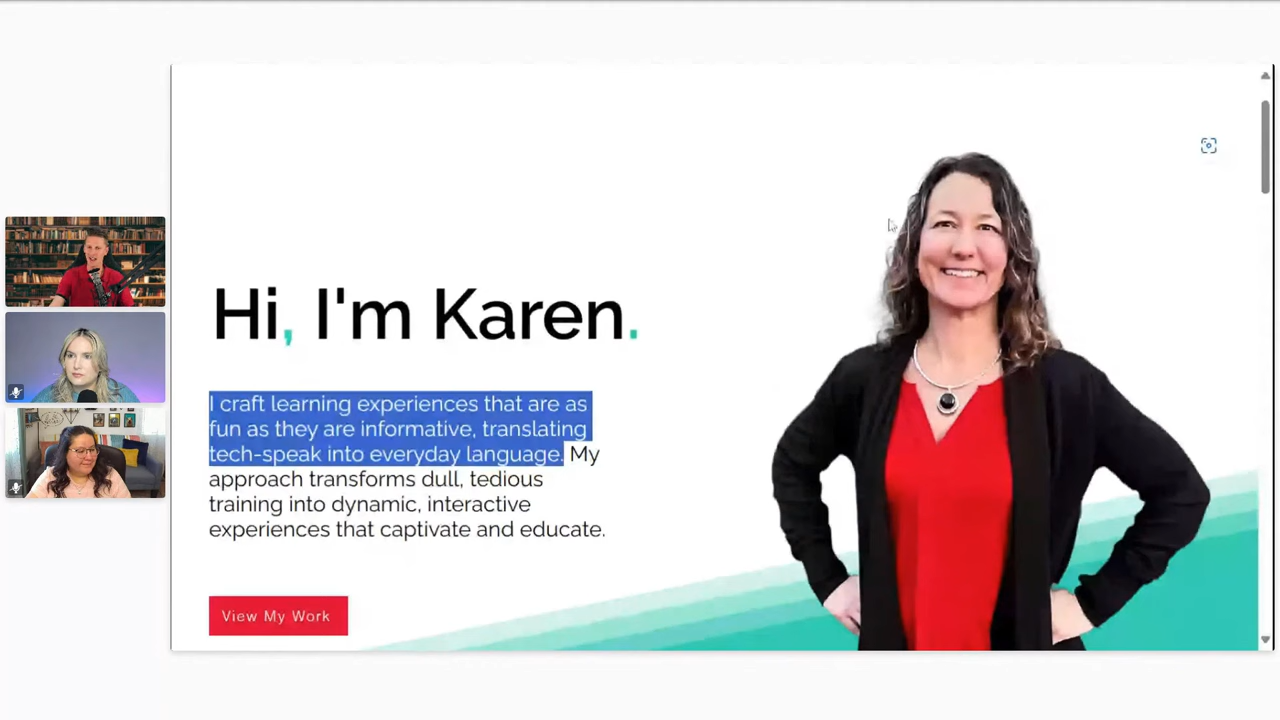 Hi, I'm Karen.
I craft learning experiences that are as
fun as they are informative, translating
tech-speak into everyday language. My
approach transforms dull, tedious
training into dynamic, interactive
experiences that captivate and educate.
View My Work